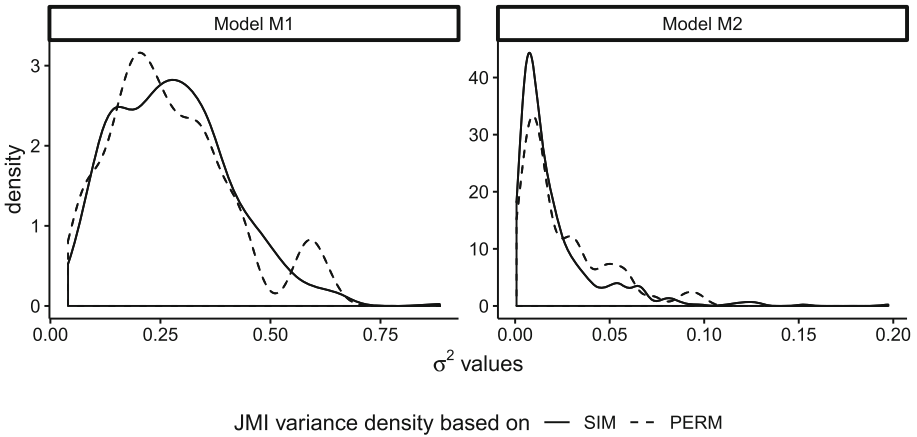 Model M1
Model M2
density
3
2
1
0
40
30
20
10
0
0.00 0.25 0.50 0.75
0.00 0.05 0.10 0.15 0.20
σ² values
JMI variance density based on SIM PERM